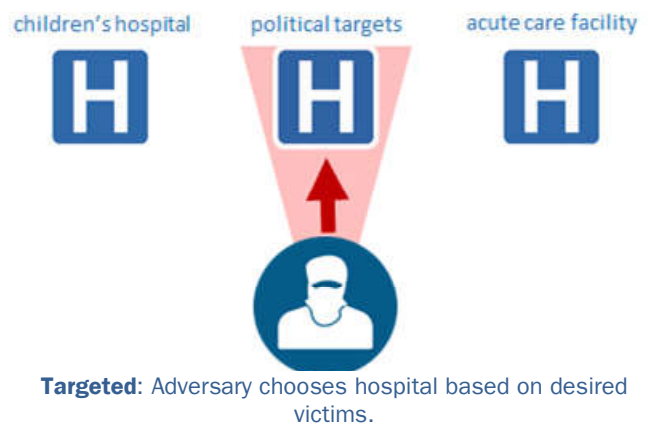 children's hospital political targets acute care facility
H H H
Targeted: Adversary chooses hospital based on desired
victims.